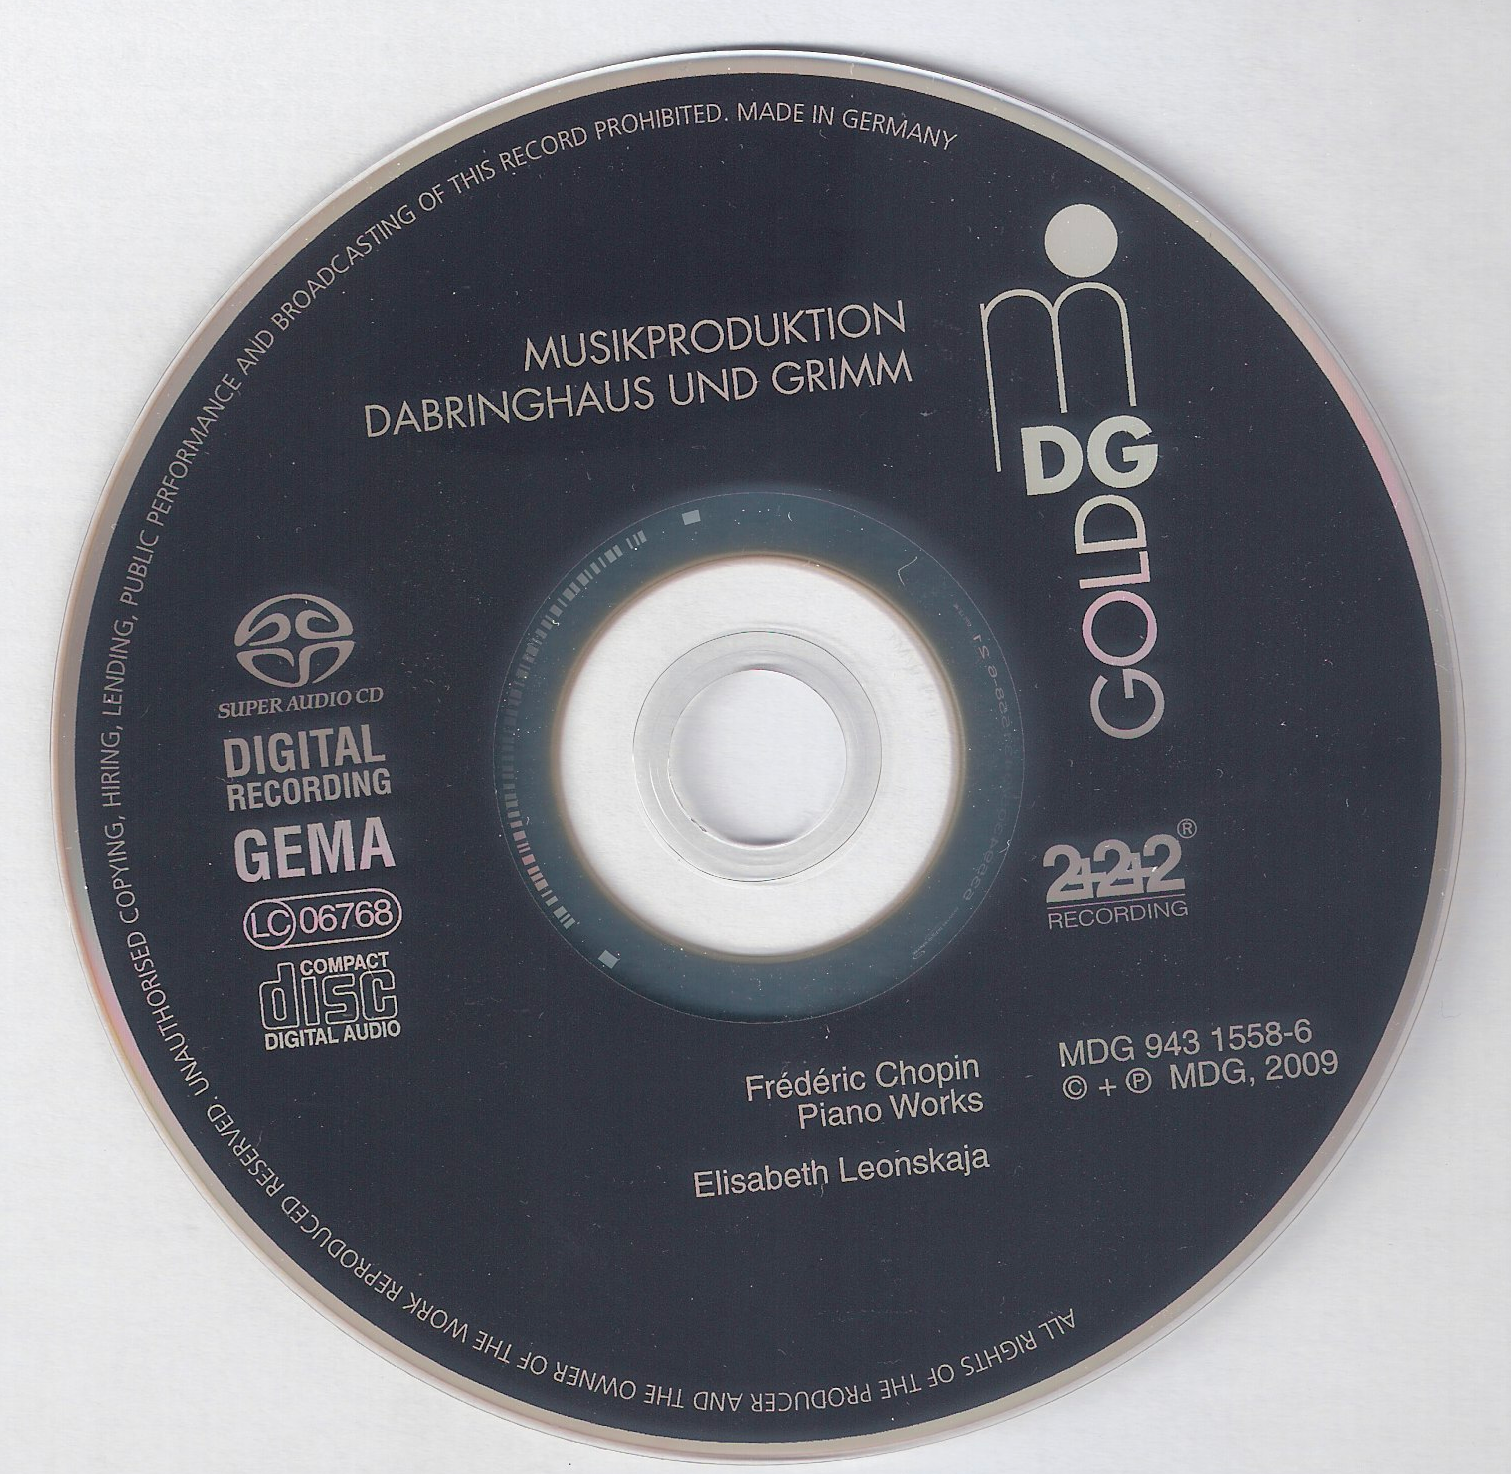 ALL RIGHTS OF THE PRODUCER AND THE OWNER OF THE WORK REPRODUCED RESERVED. UNAUTHORISED COPYING, HIRING, LENDING, PUBLIC PERFORMANCE AND BROADCASTING OF THIS RECORD PROHIBITED. MADE IN GERMANY
MUSIKPRODUKTION
DABRINGHAUS UND GRIMM
m
DG
GOLD
SUPER AUDIO CD
DIGITAL
RECORDING
GEMA
LC 06768
COMPACT
disc
DIGITAL AUDIO
2+2+2®
RECORDING
MDG 943 1558-6
© + ℗ MDG, 2009
Frédéric Chopin
Piano Works
Elisabeth Leonskaja